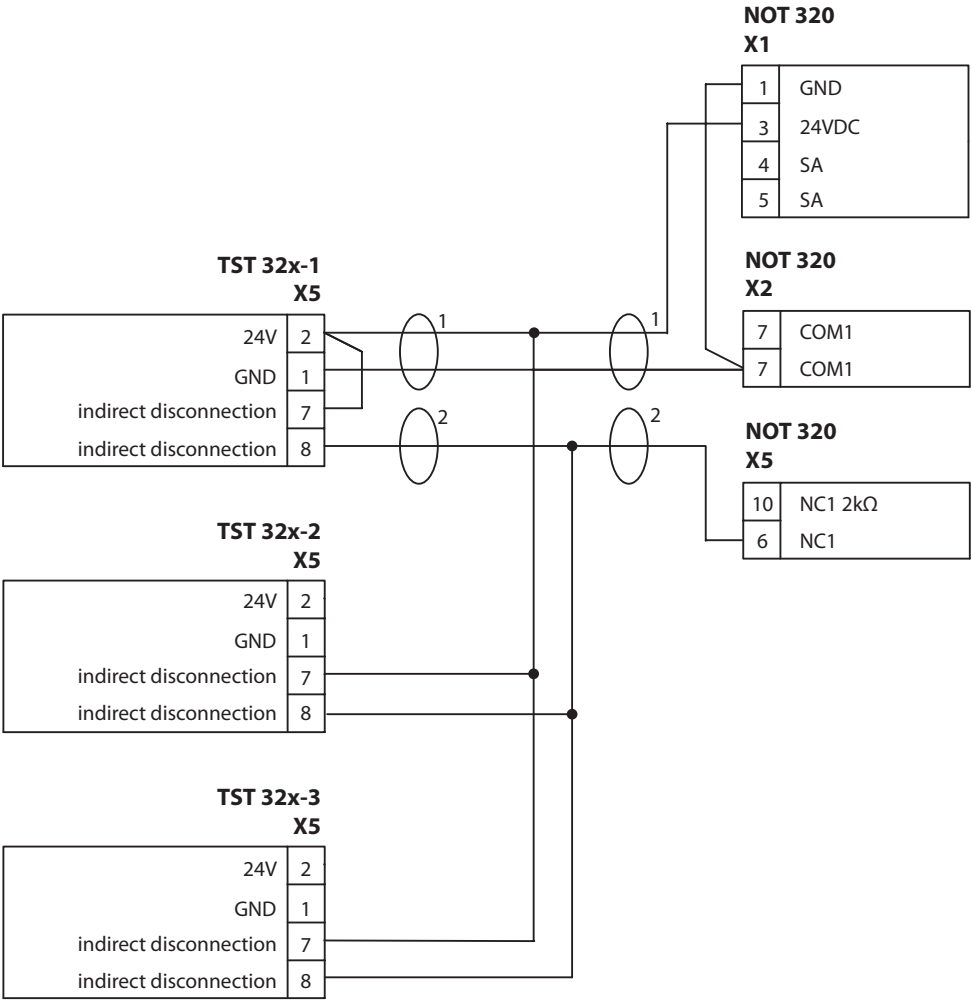 NOT 320
X1
1 GND
3 24VDC
4 SA
5 SA
NOT 320
X2
7 COM1
7 COM1
NOT 320
X5
10 NC1 2kΩ
6 NC1
TST 32x-1
X5
24V 2
GND 1
indirect disconnection 7
indirect disconnection 8
1
1
2
2
TST 32x-2
X5
24V 2
GND 1
indirect disconnection 7
indirect disconnection 8
TST 32x-3
X5
24V 2
GND 1
indirect disconnection 7
indirect disconnection 8